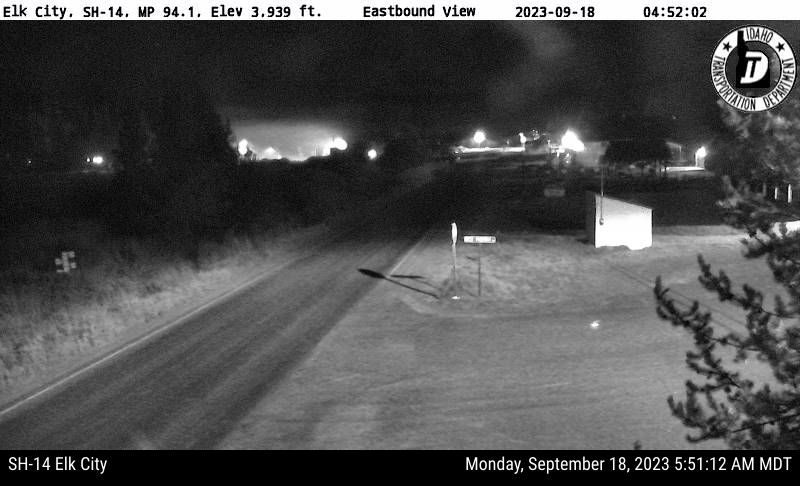 Elk City, SH-14, MP 94.1, Elev 3,939 ft. Eastbound View 2023-09-18 04:52:02
IDAHO
TRANSPORTATION DEPARTMENT
SH-14 Elk City Monday, September 18, 2023 5:51:12 AM MDT